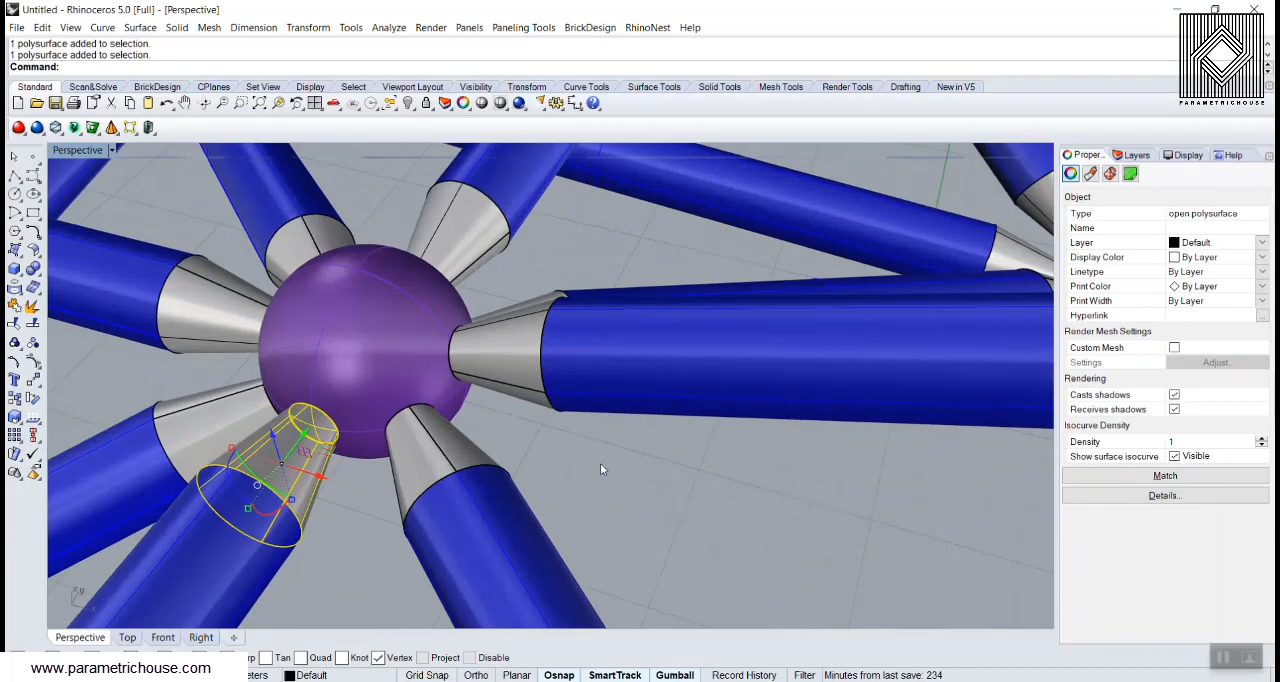 Untitled - Rhinoceros 5.0 [Full] - [Perspective]
File Edit View Curve Surface Solid Mesh Dimension Transform Tools Analyze Render Panels Paneling Tools BrickDesign RhinoNest Help
1 polysurface added to selection.
1 polysurface added to selection.
Command:
PARAMETRICHOUSE
Standard Scan&Solve BrickDesign CPlanes Set View Display Select Viewport Layout Visibility Transform Curve Tools Surface Tools Solid Tools Mesh Tools Render Tools Drafting New in V5
Perspective
Proper... Layers Display Help
Object
Type open polysurface
Name
Layer Default
Display Color By Layer
Linetype By Layer
Print Color By Layer
Print Width By Layer
Hyperlink ...
Render Mesh Settings
Custom Mesh
Settings Adjust...
Rendering
Casts shadows
Receives shadows
Isocurve Density
Density 1
Show surface isocurve Visible
Match
Details...
Perspective Top Front Right
Tan Quad Knot Vertex Project Disable
www.parametrichouse.com
Default Grid Snap Ortho Planar Osnap SmartTrack Gumball Record History Filter Minutes from last save: 234